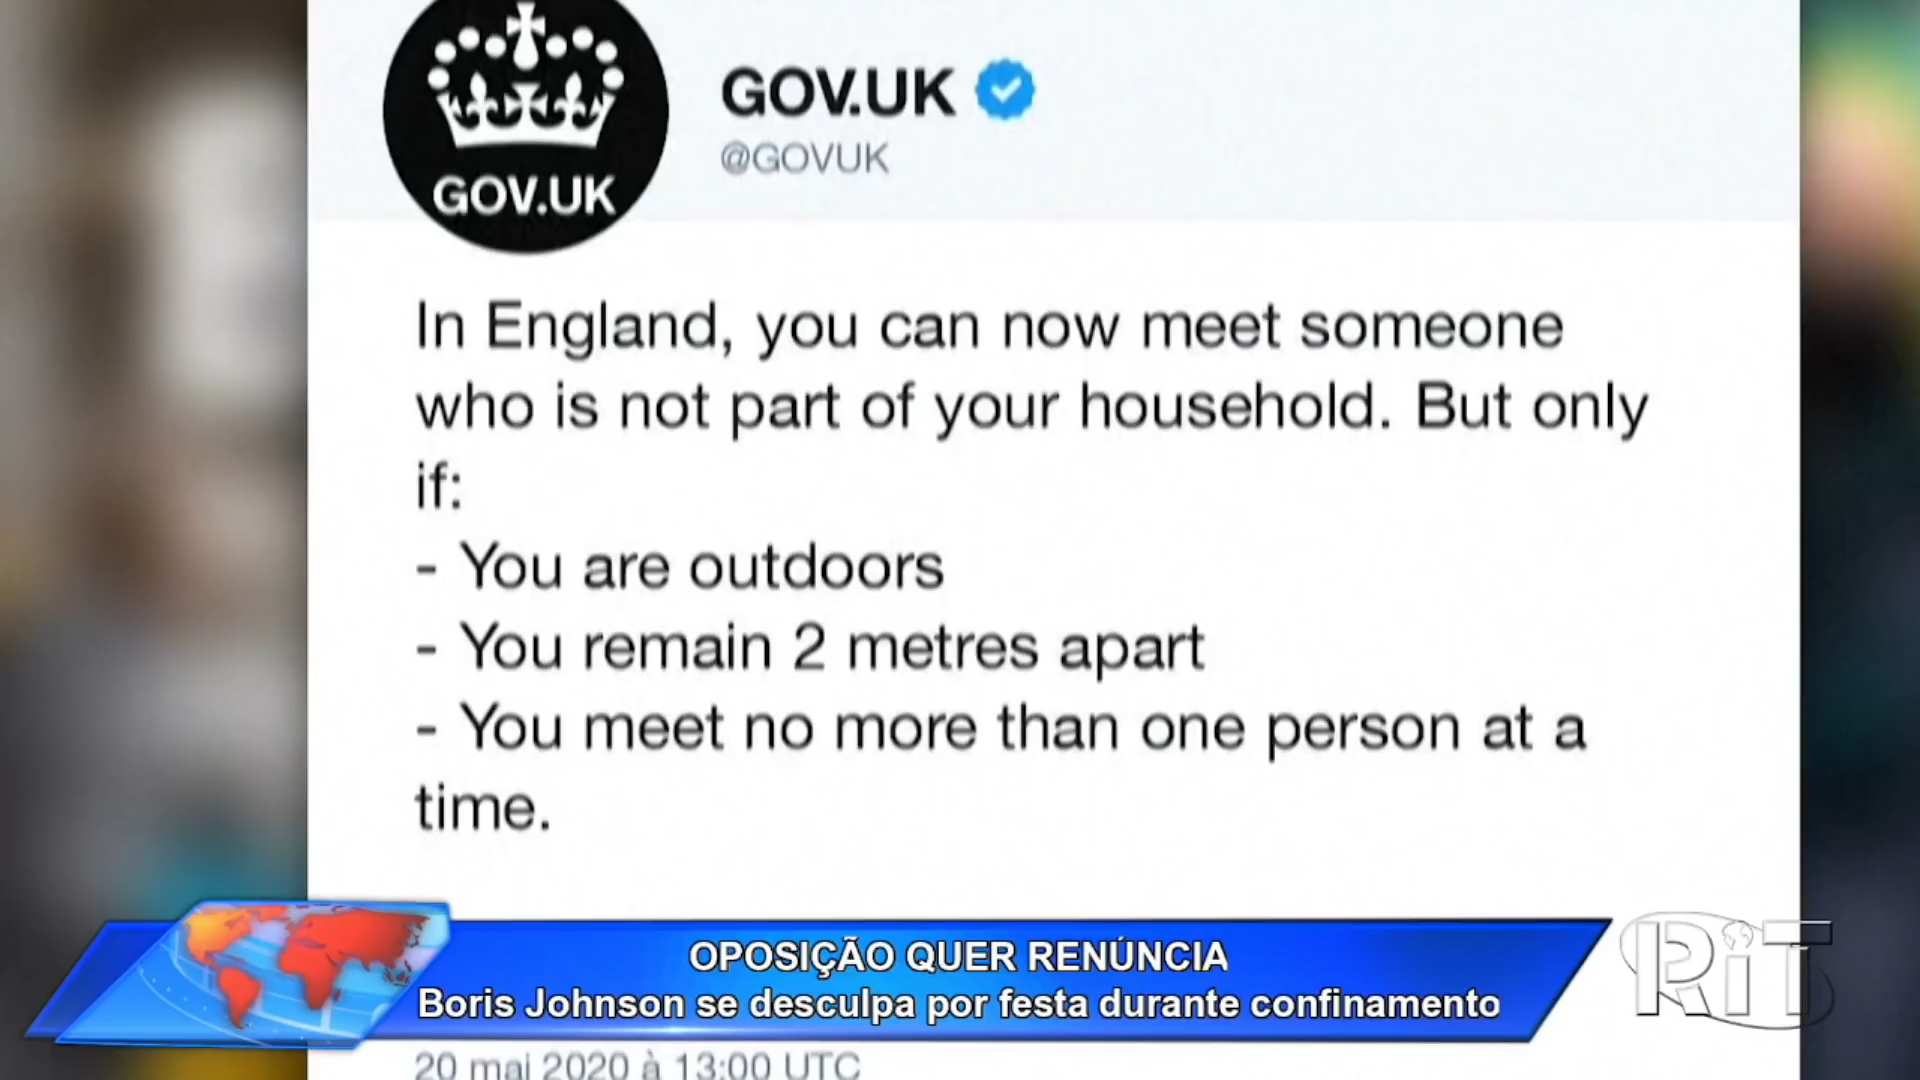 GOV.UK
GOV.UK
@GOVUK
In England, you can now meet someone
who is not part of your household. But only
if:
- You are outdoors
- You remain 2 metres apart
- You meet no more than one person at a
time.
OPOSIÇÃO QUER RENÚNCIA
Boris Johnson se desculpa por festa durante confinamento
RiT
20 mai 2020 à 13:00 UTC